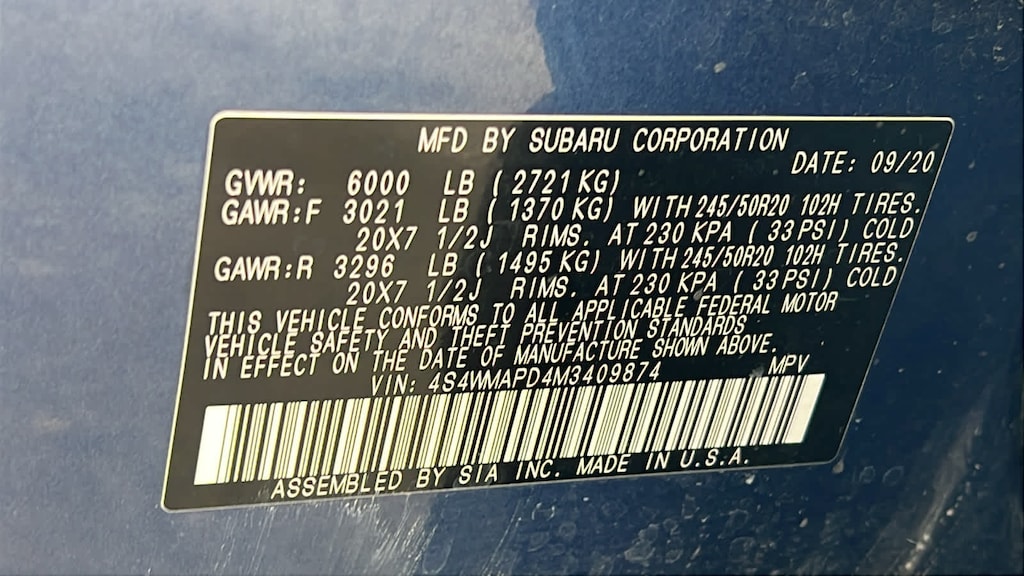 MFD BY SUBARU CORPORATION
DATE: 09/20
GVWR: 6000 LB ( 2721 KG)
GAWR:F 3021 LB ( 1370 KG) WITH 245/50R20 102H TIRES.
20X7 1/2J RIMS. AT 230 KPA ( 33 PSI) COLD
GAWR:R 3296 LB ( 1495 KG) WITH 245/50R20 102H TIRES.
20X7 1/2J RIMS. AT 230 KPA ( 33 PSI) COLD
THIS VEHICLE CONFORMS TO ALL APPLICABLE FEDERAL MOTOR
VEHICLE SAFETY AND THEFT PREVENTION STANDARDS
IN EFFECT ON THE DATE OF MANUFACTURE SHOWN ABOVE.
VIN: 4S4WMAPD4M3409874 MPV
ASSEMBLED BY SIA INC. MADE IN U.S.A.